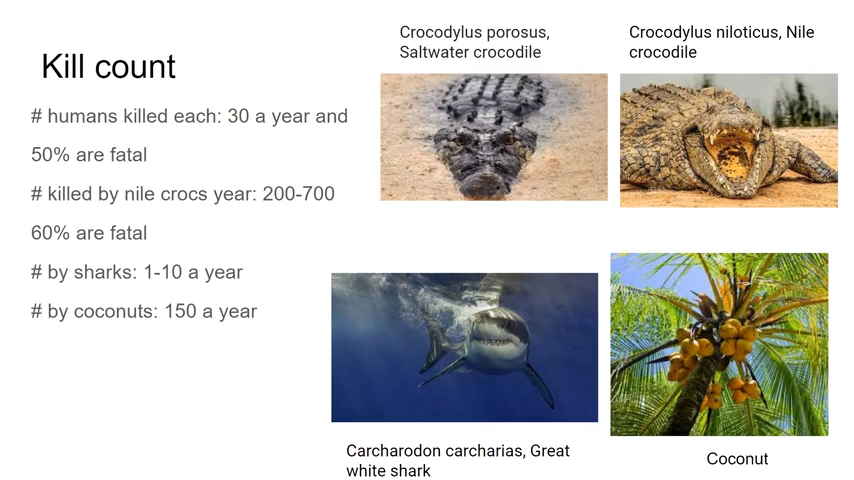 Kill count
# humans killed each: 30 a year and
50% are fatal
# killed by nile crocs year: 200-700
60% are fatal
# by sharks: 1-10 a year
# by coconuts: 150 a year
Crocodylus porosus,
Saltwater crocodile
Crocodylus niloticus, Nile
crocodile
Carcharodon carcharias, Great
white shark
Coconut